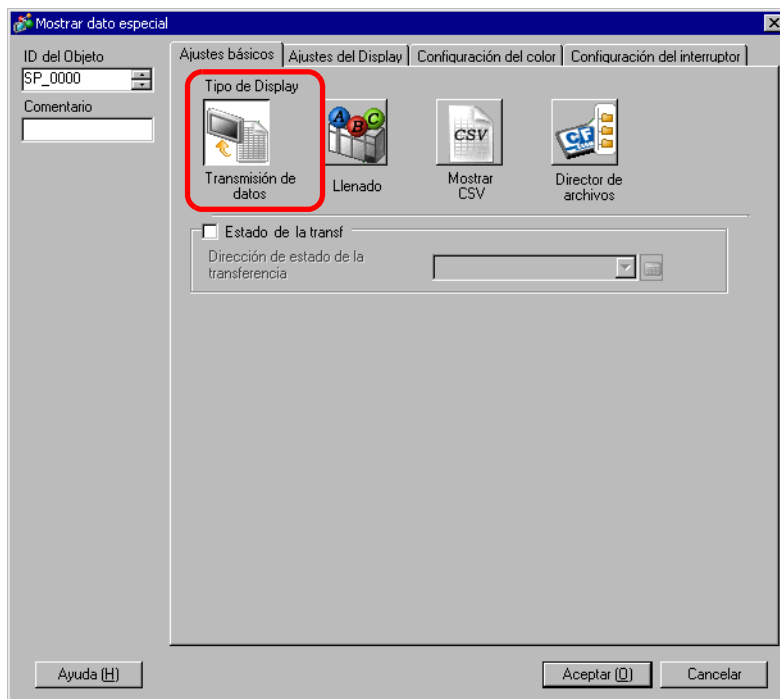 Mostrar dato especial
ID del Objeto
SP_0000
Comentario
Ajustes básicos
Ajustes del Display
Configuración del color
Configuración del interruptor
Tipo de Display
Transmisión de
datos
ABC
Llenado
CSV
Mostrar
CSV
CF
Director de
archivos
Estado de la transf
Dirección de estado de la
transferencia
Ayuda (H)
Aceptar (O)
Cancelar